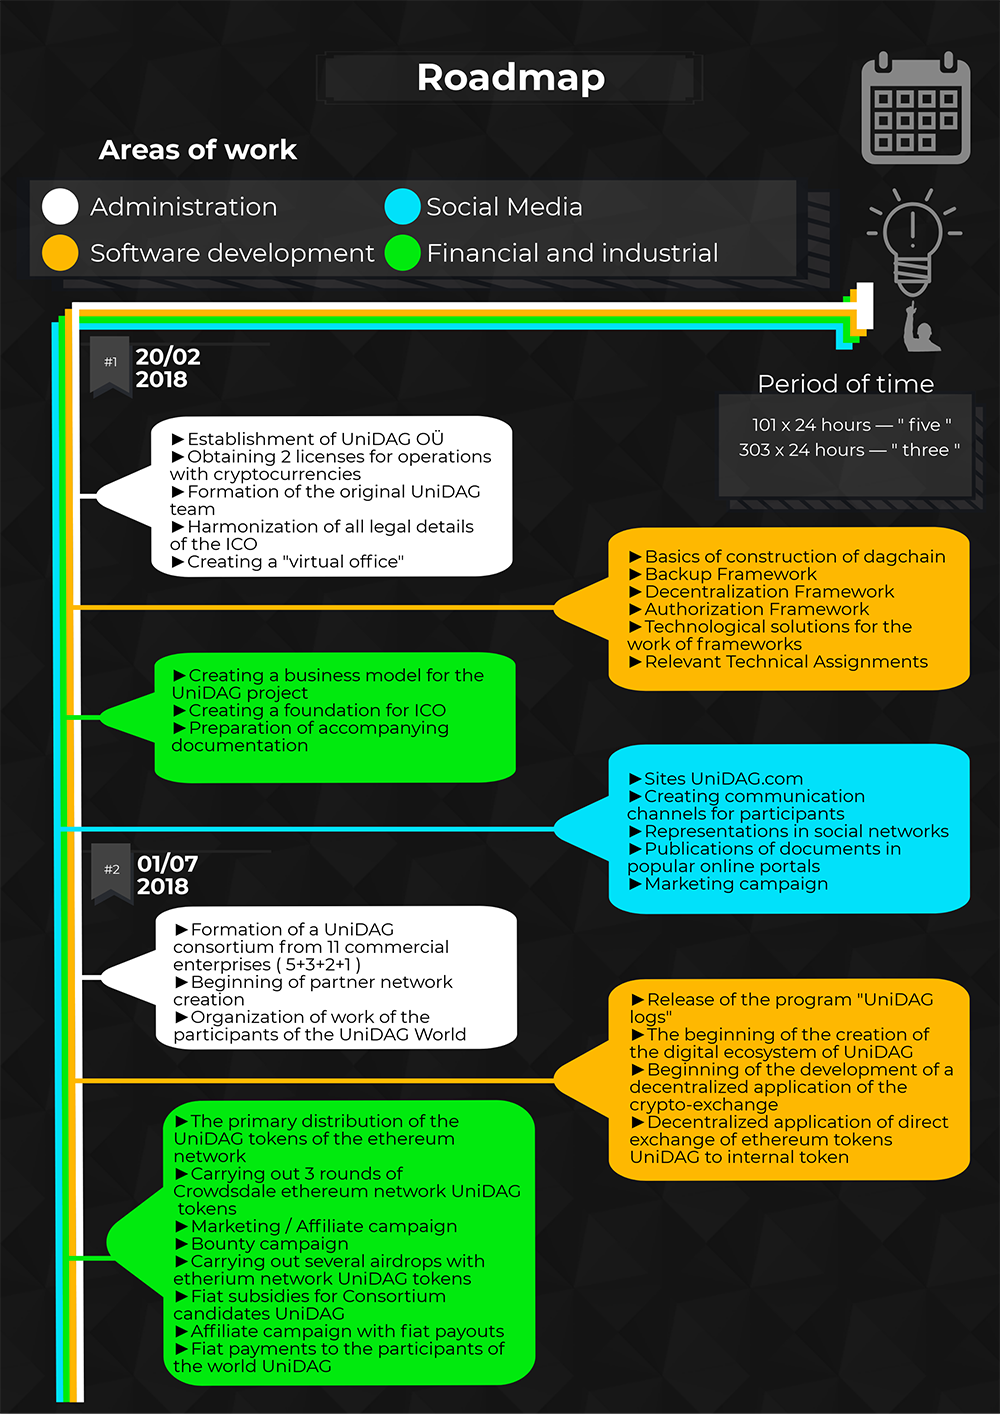 Roadmap
Areas of work
Administration
Social Media
Software development
Financial and industrial
#1
20/02
2018
Period of time
101 x 24 hours — " five "
303 x 24 hours — " three "
►Establishment of UniDAG OÜ
►Obtaining 2 licenses for operations
with cryptocurrencies
►Formation of the original UniDAG
team
►Harmonization of all legal details
of the ICO
►Creating a "virtual office"
►Basics of construction of dagchain
►Backup Framework
►Decentralization Framework
►Authorization Framework
►Technological solutions for the
work of frameworks
►Relevant Technical Assignments
►Creating a business model for the
UniDAG project
►Creating a foundation for ICO
►Preparation of accompanying
documentation
►Sites UniDAG.com
►Creating communication
channels for participants
►Representations in social networks
►Publications of documents in
popular online portals
►Marketing campaign
#2
01/07
2018
►Formation of a UniDAG
consortium from 11 commercial
enterprises ( 5+3+2+1 )
►Beginning of partner network
creation
►Organization of work of the
participants of the UniDAG World
►Release of the program "UniDAG
logs"
►The beginning of the creation of
the digital ecosystem of UniDAG
►Beginning of the development of a
decentralized application of the
crypto-exchange
►Decentralized application of direct
exchange of ethereum tokens
UniDAG to internal token
►The primary distribution of the
UniDAG tokens of the ethereum
network
►Carrying out 3 rounds of
Crowdsdale ethereum network UniDAG
tokens
►Marketing / Affiliate campaign
►Bounty campaign
►Carrying out several airdrops with
etherium network UniDAG tokens
►Fiat subsidies for Consortium
candidates UniDAG
►Affiliate campaign with fiat payouts
►Fiat payments to the participants of
the world UniDAG